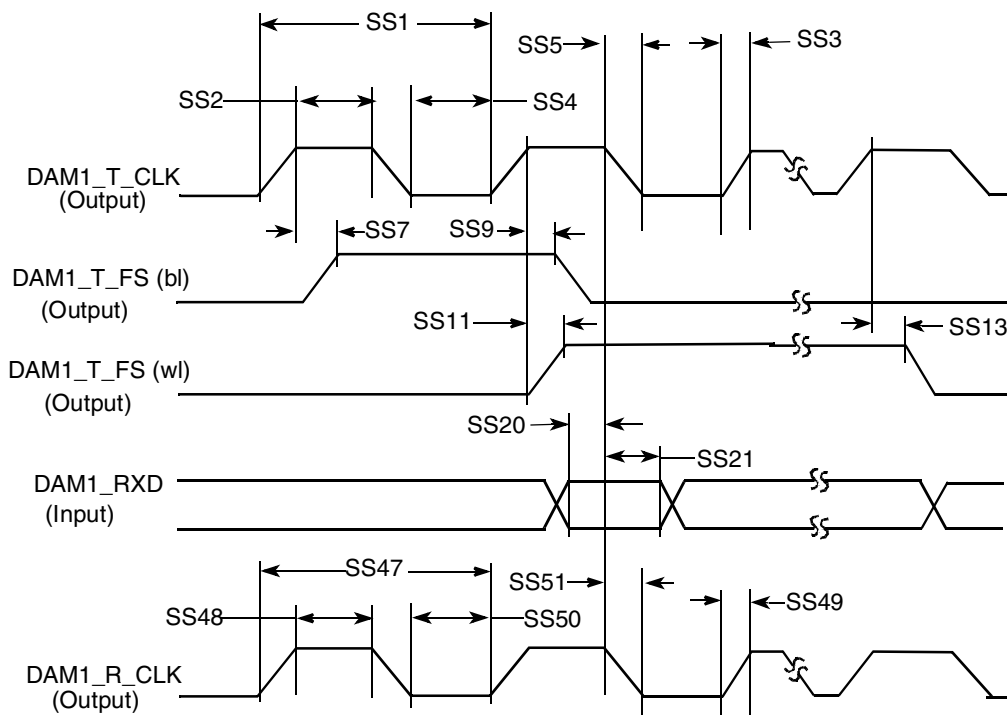 SS1
SS5
SS3
SS2
SS4
DAM1_T_CLK
(Output)
SS7
SS9
DAM1_T_FS (bl)
(Output)
SS11
SS13
DAM1_T_FS (wl)
(Output)
SS20
SS21
DAM1_RXD
(Input)
SS47
SS51
SS49
SS48
SS50
DAM1_R_CLK
(Output)